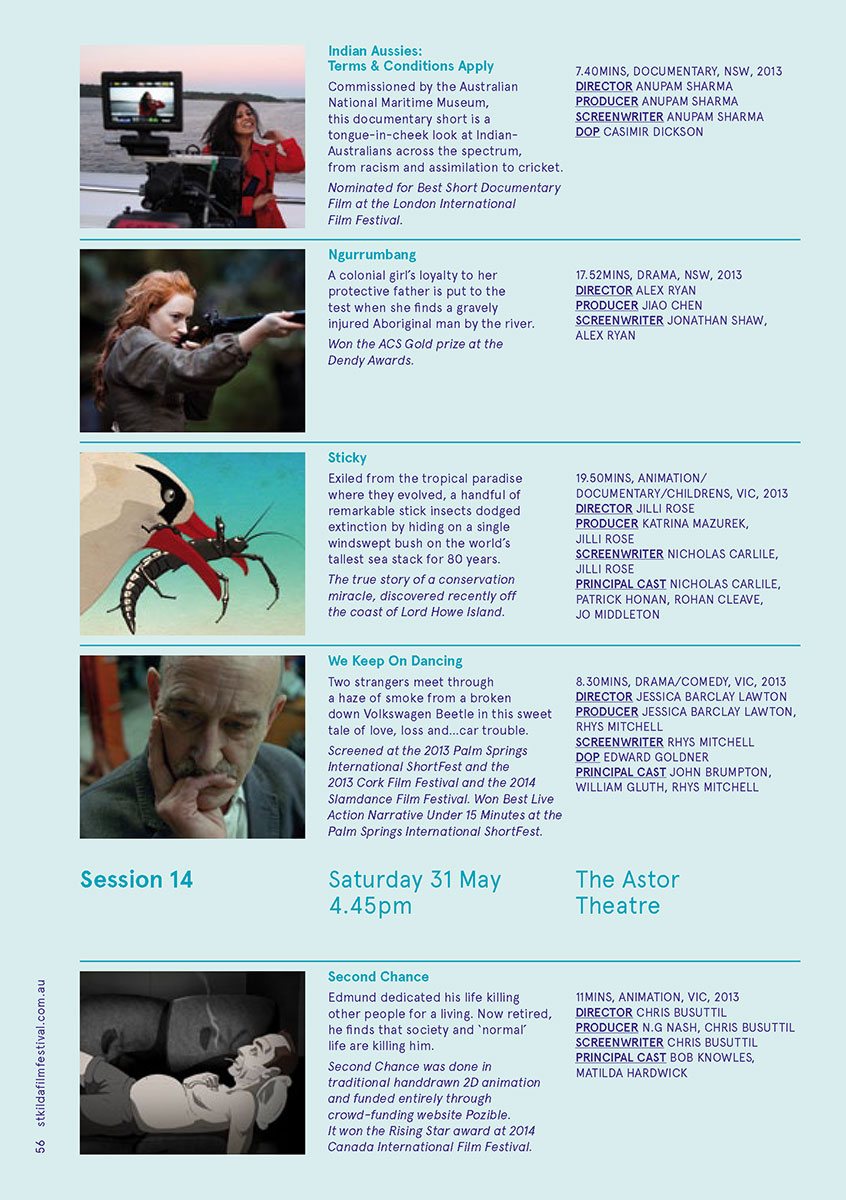 Indian Aussies:
Terms & Conditions Apply
Commissioned by the Australian
National Maritime Museum,
this documentary short is a
tongue-in-cheek look at Indian-
Australians across the spectrum,
from racism and assimilation to cricket.
Nominated for Best Short Documentary
Film at the London International
Film Festival.
7.40MINS, DOCUMENTARY, NSW, 2013
DIRECTOR ANUPAM SHARMA
PRODUCER ANUPAM SHARMA
SCREENWRITER ANUPAM SHARMA
DOP CASIMIR DICKSON
Ngurrumbang
A colonial girl's loyalty to her
protective father is put to the
test when she finds a gravely
injured Aboriginal man by the river.
Won the ACS Gold prize at the
Dendy Awards.
17.52MINS, DRAMA, NSW, 2013
DIRECTOR ALEX RYAN
PRODUCER JIAO CHEN
SCREENWRITER JONATHAN SHAW,
ALEX RYAN
Sticky
Exiled from the tropical paradise
where they evolved, a handful of
remarkable stick insects dodged
extinction by hiding on a single
windswept bush on the world's
tallest sea stack for 80 years.
The true story of a conservation
miracle, discovered recently off
the coast of Lord Howe Island.
19.50MINS, ANIMATION/
DOCUMENTARY/CHILDRENS, VIC, 2013
DIRECTOR JILLI ROSE
PRODUCER KATRINA MAZUREK,
JILLI ROSE
SCREENWRITER NICHOLAS CARLILE,
JILLI ROSE
PRINCIPAL CAST NICHOLAS CARLILE,
PATRICK HONAN, ROHAN CLEAVE,
JO MIDDLETON
We Keep On Dancing
Two strangers meet through
a haze of smoke from a broken
down Volkswagen Beetle in this sweet
tale of love, loss and...car trouble.
Screened at the 2013 Palm Springs
International ShortFest and the
2013 Cork Film Festival and the 2014
Slamdance Film Festival. Won Best Live
Action Narrative Under 15 Minutes at the
Palm Springs International ShortFest.
8.30MINS, DRAMA/COMEDY, VIC, 2013
DIRECTOR JESSICA BARCLAY LAWTON
PRODUCER JESSICA BARCLAY LAWTON,
RHYS MITCHELL
SCREENWRITER RHYS MITCHELL
DOP EDWARD GOLDNER
PRINCIPAL CAST JOHN BRUMPTON,
WILLIAM GLUTH, RHYS MITCHELL
Session 14
Saturday 31 May
4.45pm
The Astor
Theatre
Second Chance
Edmund dedicated his life killing
other people for a living. Now retired,
he finds that society and 'normal'
life are killing him.
Second Chance was done in
traditional handdrawn 2D animation
and funded entirely through
crowd-funding website Pozible.
It won the Rising Star award at 2014
Canada International Film Festival.
11MINS, ANIMATION, VIC, 2013
DIRECTOR CHRIS BUSUTTIL
PRODUCER N.G NASH, CHRIS BUSUTTIL
SCREENWRITER CHRIS BUSUTTIL
PRINCIPAL CAST BOB KNOWLES,
MATILDA HARDWICK
56 stkildafilmfestival.com.au